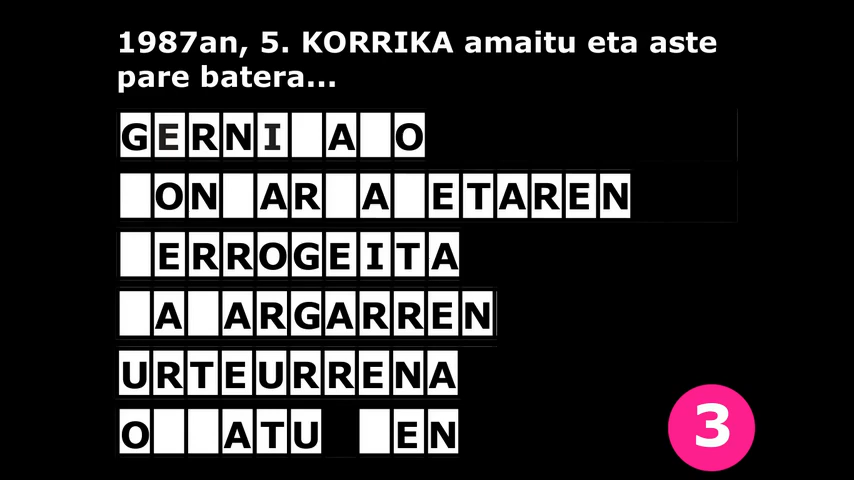 1987an, 5. KORRIKA amaitu eta aste
pare batera...
GERNI A O
ON AR A ETAREN
ERROGEITA
A ARGARREN
URTEURRENA
O  ATU  EN
3